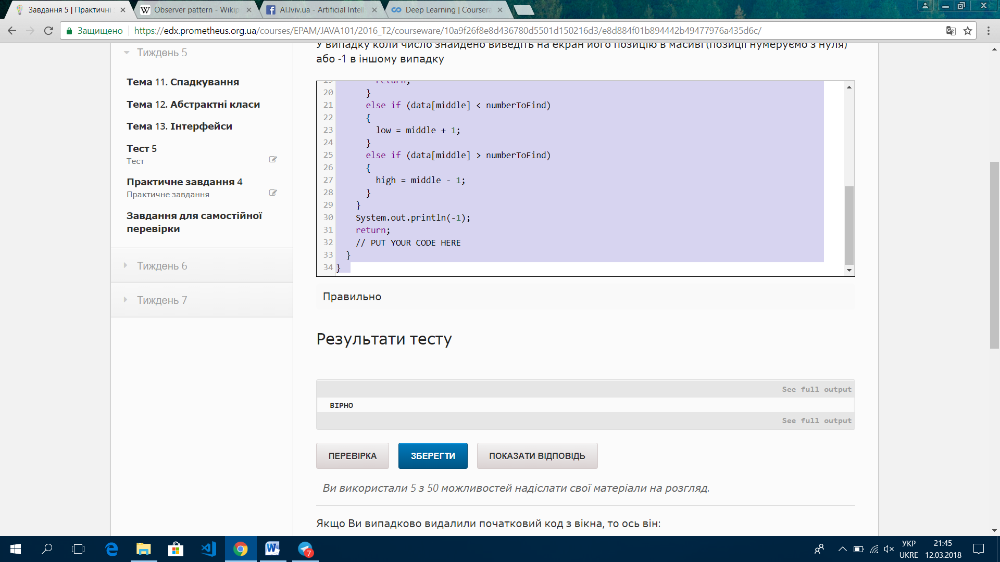 Завдання 5 | Практичні
Observer pattern - Wikip
AI.lviv.ua - Artificial Intell
Deep Learning | Coursera
Защищено
https://edx.prometheus.org.ua/courses/EPAM/JAVA101/2016_T2/courseware/10a9f26f8e8d436780d5501d150216d3/e8d884f01b894442b49477976a435d6c/
Тиждень 5
Тема 11. Спадкування
Тема 12. Абстрактні класи
Тема 13. Інтерфейси
Тест 5
Тест
Практичне завдання 4
Практичне завдання
Завдання для самостійної
перевірки
Тиждень 6
Тиждень 7
У випадку коли число знайдено виведіть на екран його позицію в масиві (позиції нумеруємо з нуля)
або -1 в іншому випадку
19 return;
20 }
21 else if (data[middle] < numberToFind)
22 {
23 low = middle + 1;
24 }
25 else if (data[middle] > numberToFind)
26 {
27 high = middle - 1;
28 }
29 }
30 System.out.println(-1);
31 return;
32 // PUT YOUR CODE HERE
33 }
34 }
Правильно
Результати тесту
See full output
ВІРНО
See full output
ПЕРЕВІРКА
ЗБЕРЕГТИ
ПОКАЗАТИ ВІДПОВІДЬ
Ви використали 5 з 50 можливостей надіслати свої матеріали на розгляд.
Якщо Ви випадково видалили початковий код з вікна, то ось він:
7
УКР
UKRE
21:45
12.03.2018